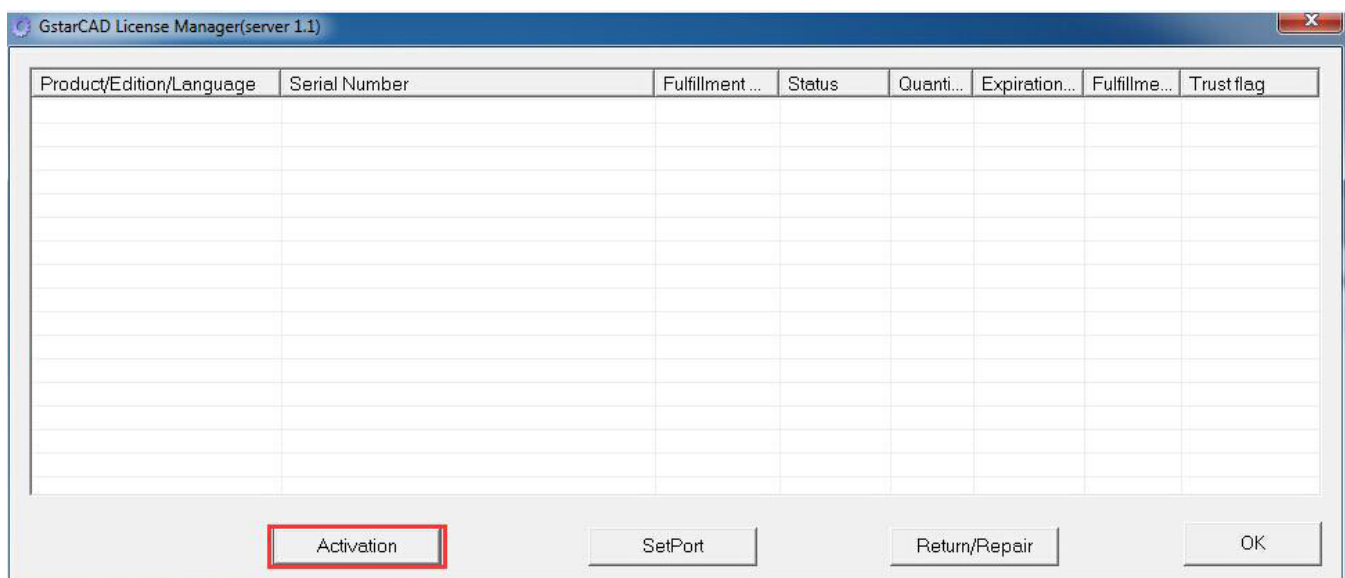 GstarCAD License Manager(server 1.1)
Product/Edition/Language Serial Number Fulfillment ... Status Quanti... Expiration... Fulfillme... Trust flag
Activation SetPort Return/Repair OK